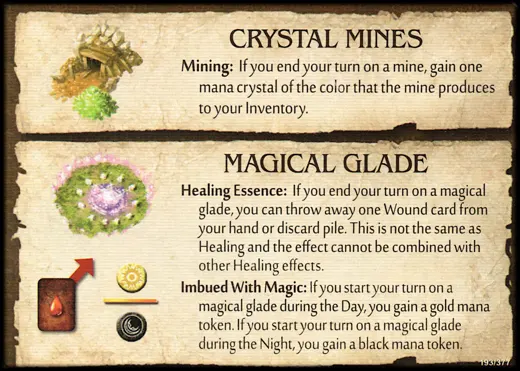 CRYSTAL MINES
Mining: If you end your turn on a mine, gain one
mana crystal of the color that the mine produces
to your Inventory.
MAGICAL GLADE
Healing Essence: If you end your turn on a magical
glade, you can throw away one Wound card from
your hand or discard pile. This is not the same as
Healing and the effect cannot be combined with
other Healing effects.
Imbued With Magic: If you start your turn on a
magical glade during the Day, you gain a gold mana
token. If you start your turn on a magical glade
during the Night, you gain a black mana token.
193/377